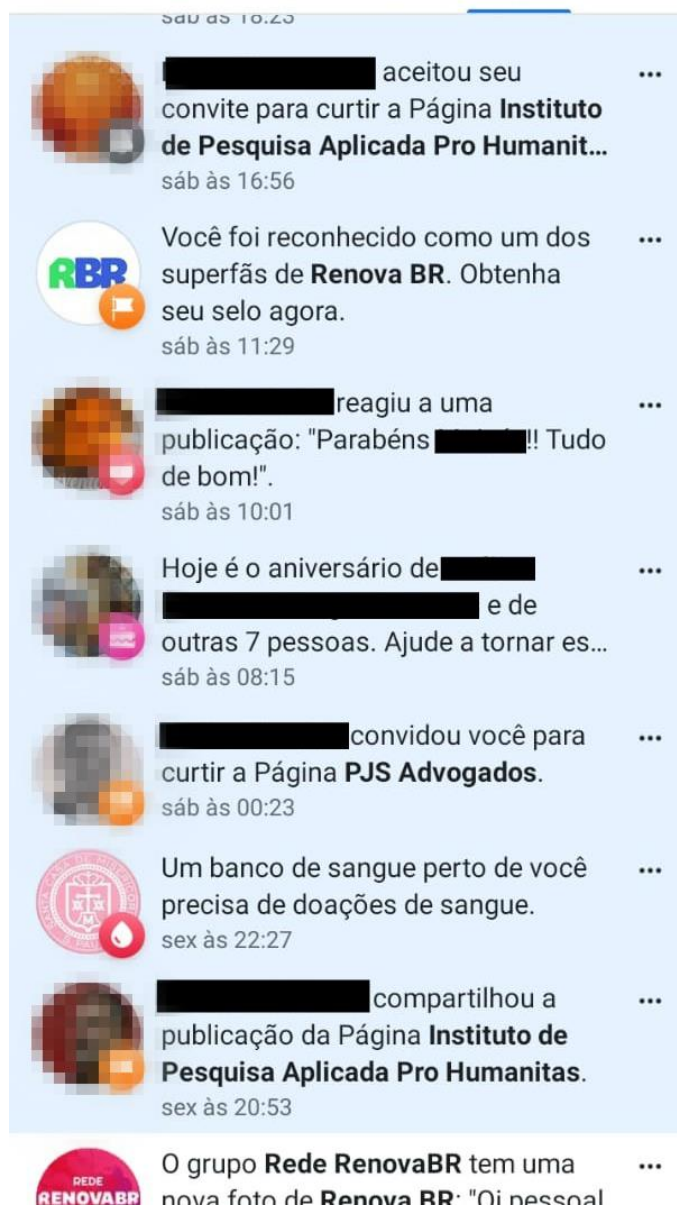 sáb às 18:23
aceitou seu
convite para curtir a Página Instituto
de Pesquisa Aplicada Pro Humanit...
sáb às 16:56
RBR
Você foi reconhecido como um dos
superfãs de Renova BR. Obtenha
seu selo agora.
sáb às 11:29
reagiu a uma
publicação: "Parabéns !! Tudo
de bom!".
sáb às 10:01
Hoje é o aniversário de
e de
outras 7 pessoas. Ajude a tornar es...
sáb às 08:15
convidou você para
curtir a Página PJS Advogados.
sáb às 00:23
Um banco de sangue perto de você
precisa de doações de sangue.
sex às 22:27
compartilhou a
publicação da Página Instituto de
Pesquisa Aplicada Pro Humanitas.
sex às 20:53
REDE
RENOVABR
O grupo Rede RenovaBR tem uma
nova foto de Renova BR: "Oi pessoal